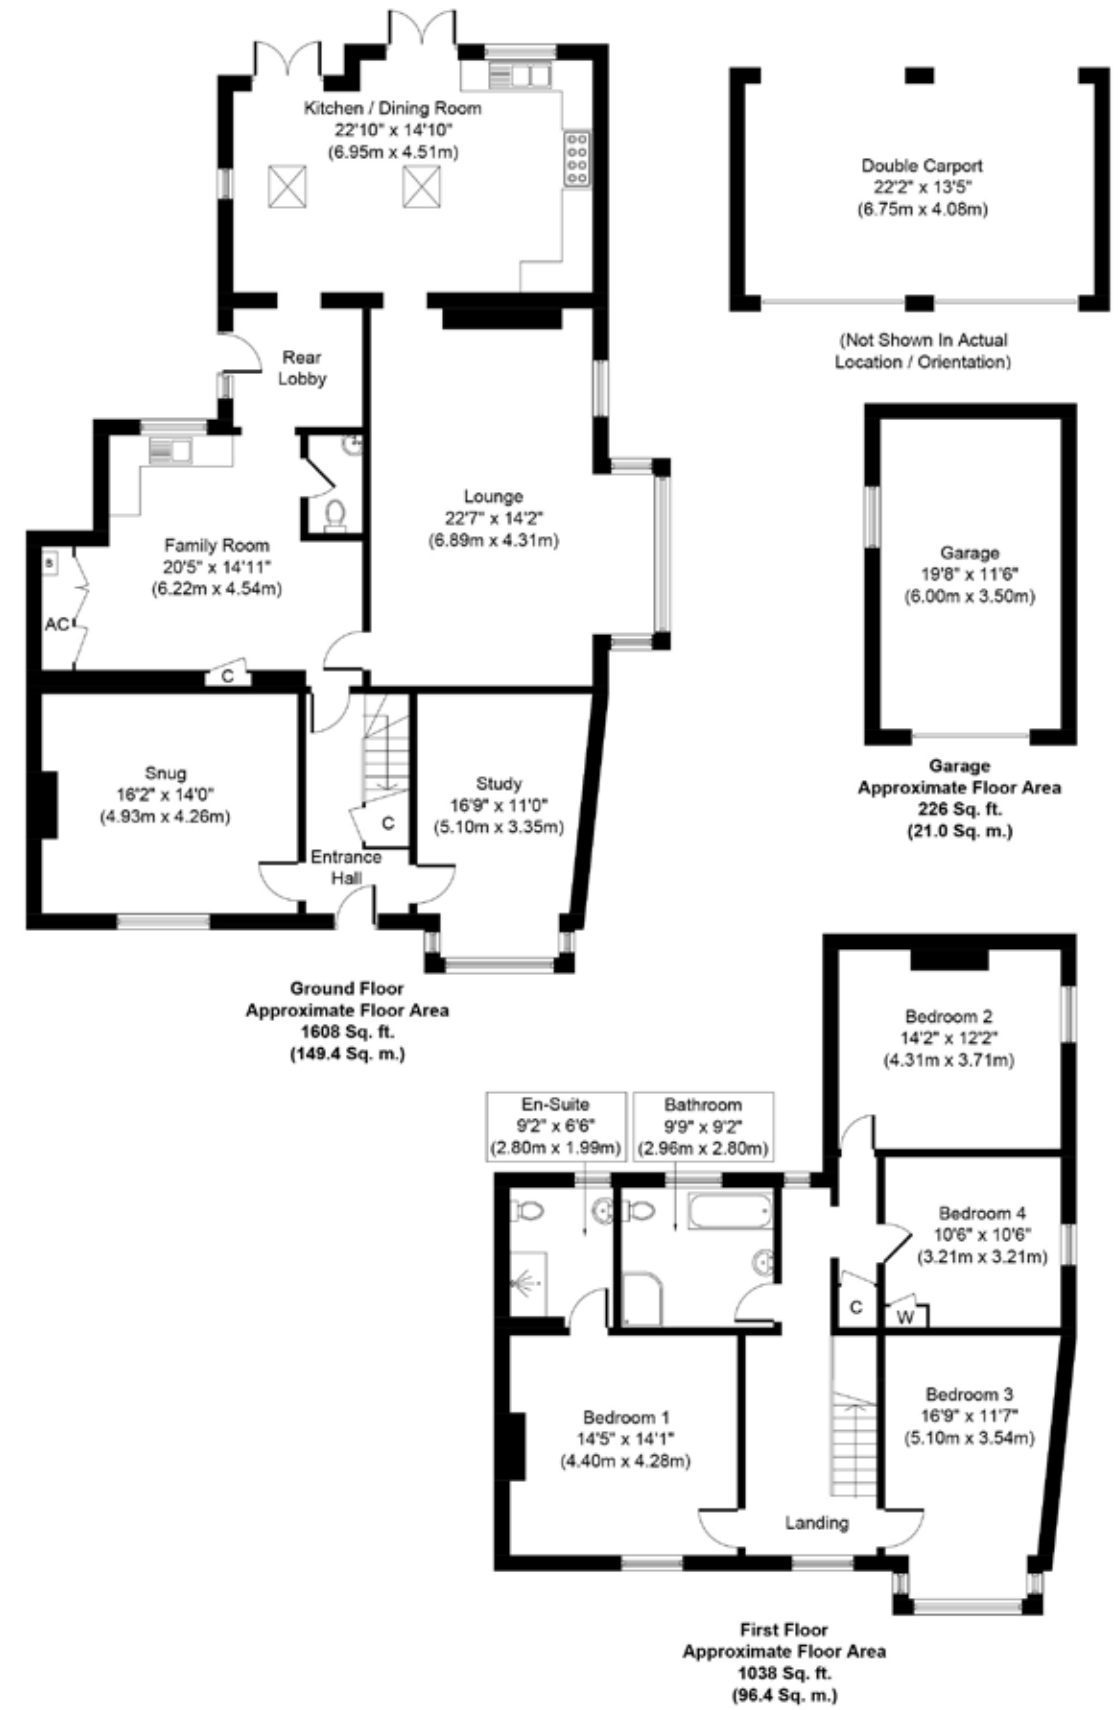 Kitchen / Dining Room
22'10" x 14'10"
(6.95m x 4.51m)
Double Carport
22'2" x 13'5"
(6.75m x 4.08m)
(Not Shown In Actual
Location / Orientation)
Rear
Lobby
Lounge
22'7" x 14'2"
(6.89m x 4.31m)
Family Room
20'5" x 14'11"
(6.22m x 4.54m)
B
AC
C
Garage
19'8" x 11'6"
(6.00m x 3.50m)
Garage
Approximate Floor Area
226 Sq. ft.
(21.0 Sq. m.)
Snug
16'2" x 14'0"
(4.93m x 4.26m)
Study
16'9" x 11'0"
(5.10m x 3.35m)
C
Entrance
Hall
Ground Floor
Approximate Floor Area
1608 Sq. ft.
(149.4 Sq. m.)
Bedroom 2
14'2" x 12'2"
(4.31m x 3.71m)
En-Suite
9'2" x 6'6"
(2.80m x 1.99m)
Bathroom
9'9" x 9'2"
(2.96m x 2.80m)
Bedroom 4
10'6" x 10'6"
(3.21m x 3.21m)
C
W
Bedroom 1
14'5" x 14'1"
(4.40m x 4.28m)
Bedroom 3
16'9" x 11'7"
(5.10m x 3.54m)
Landing
First Floor
Approximate Floor Area
1038 Sq. ft.
(96.4 Sq. m.)